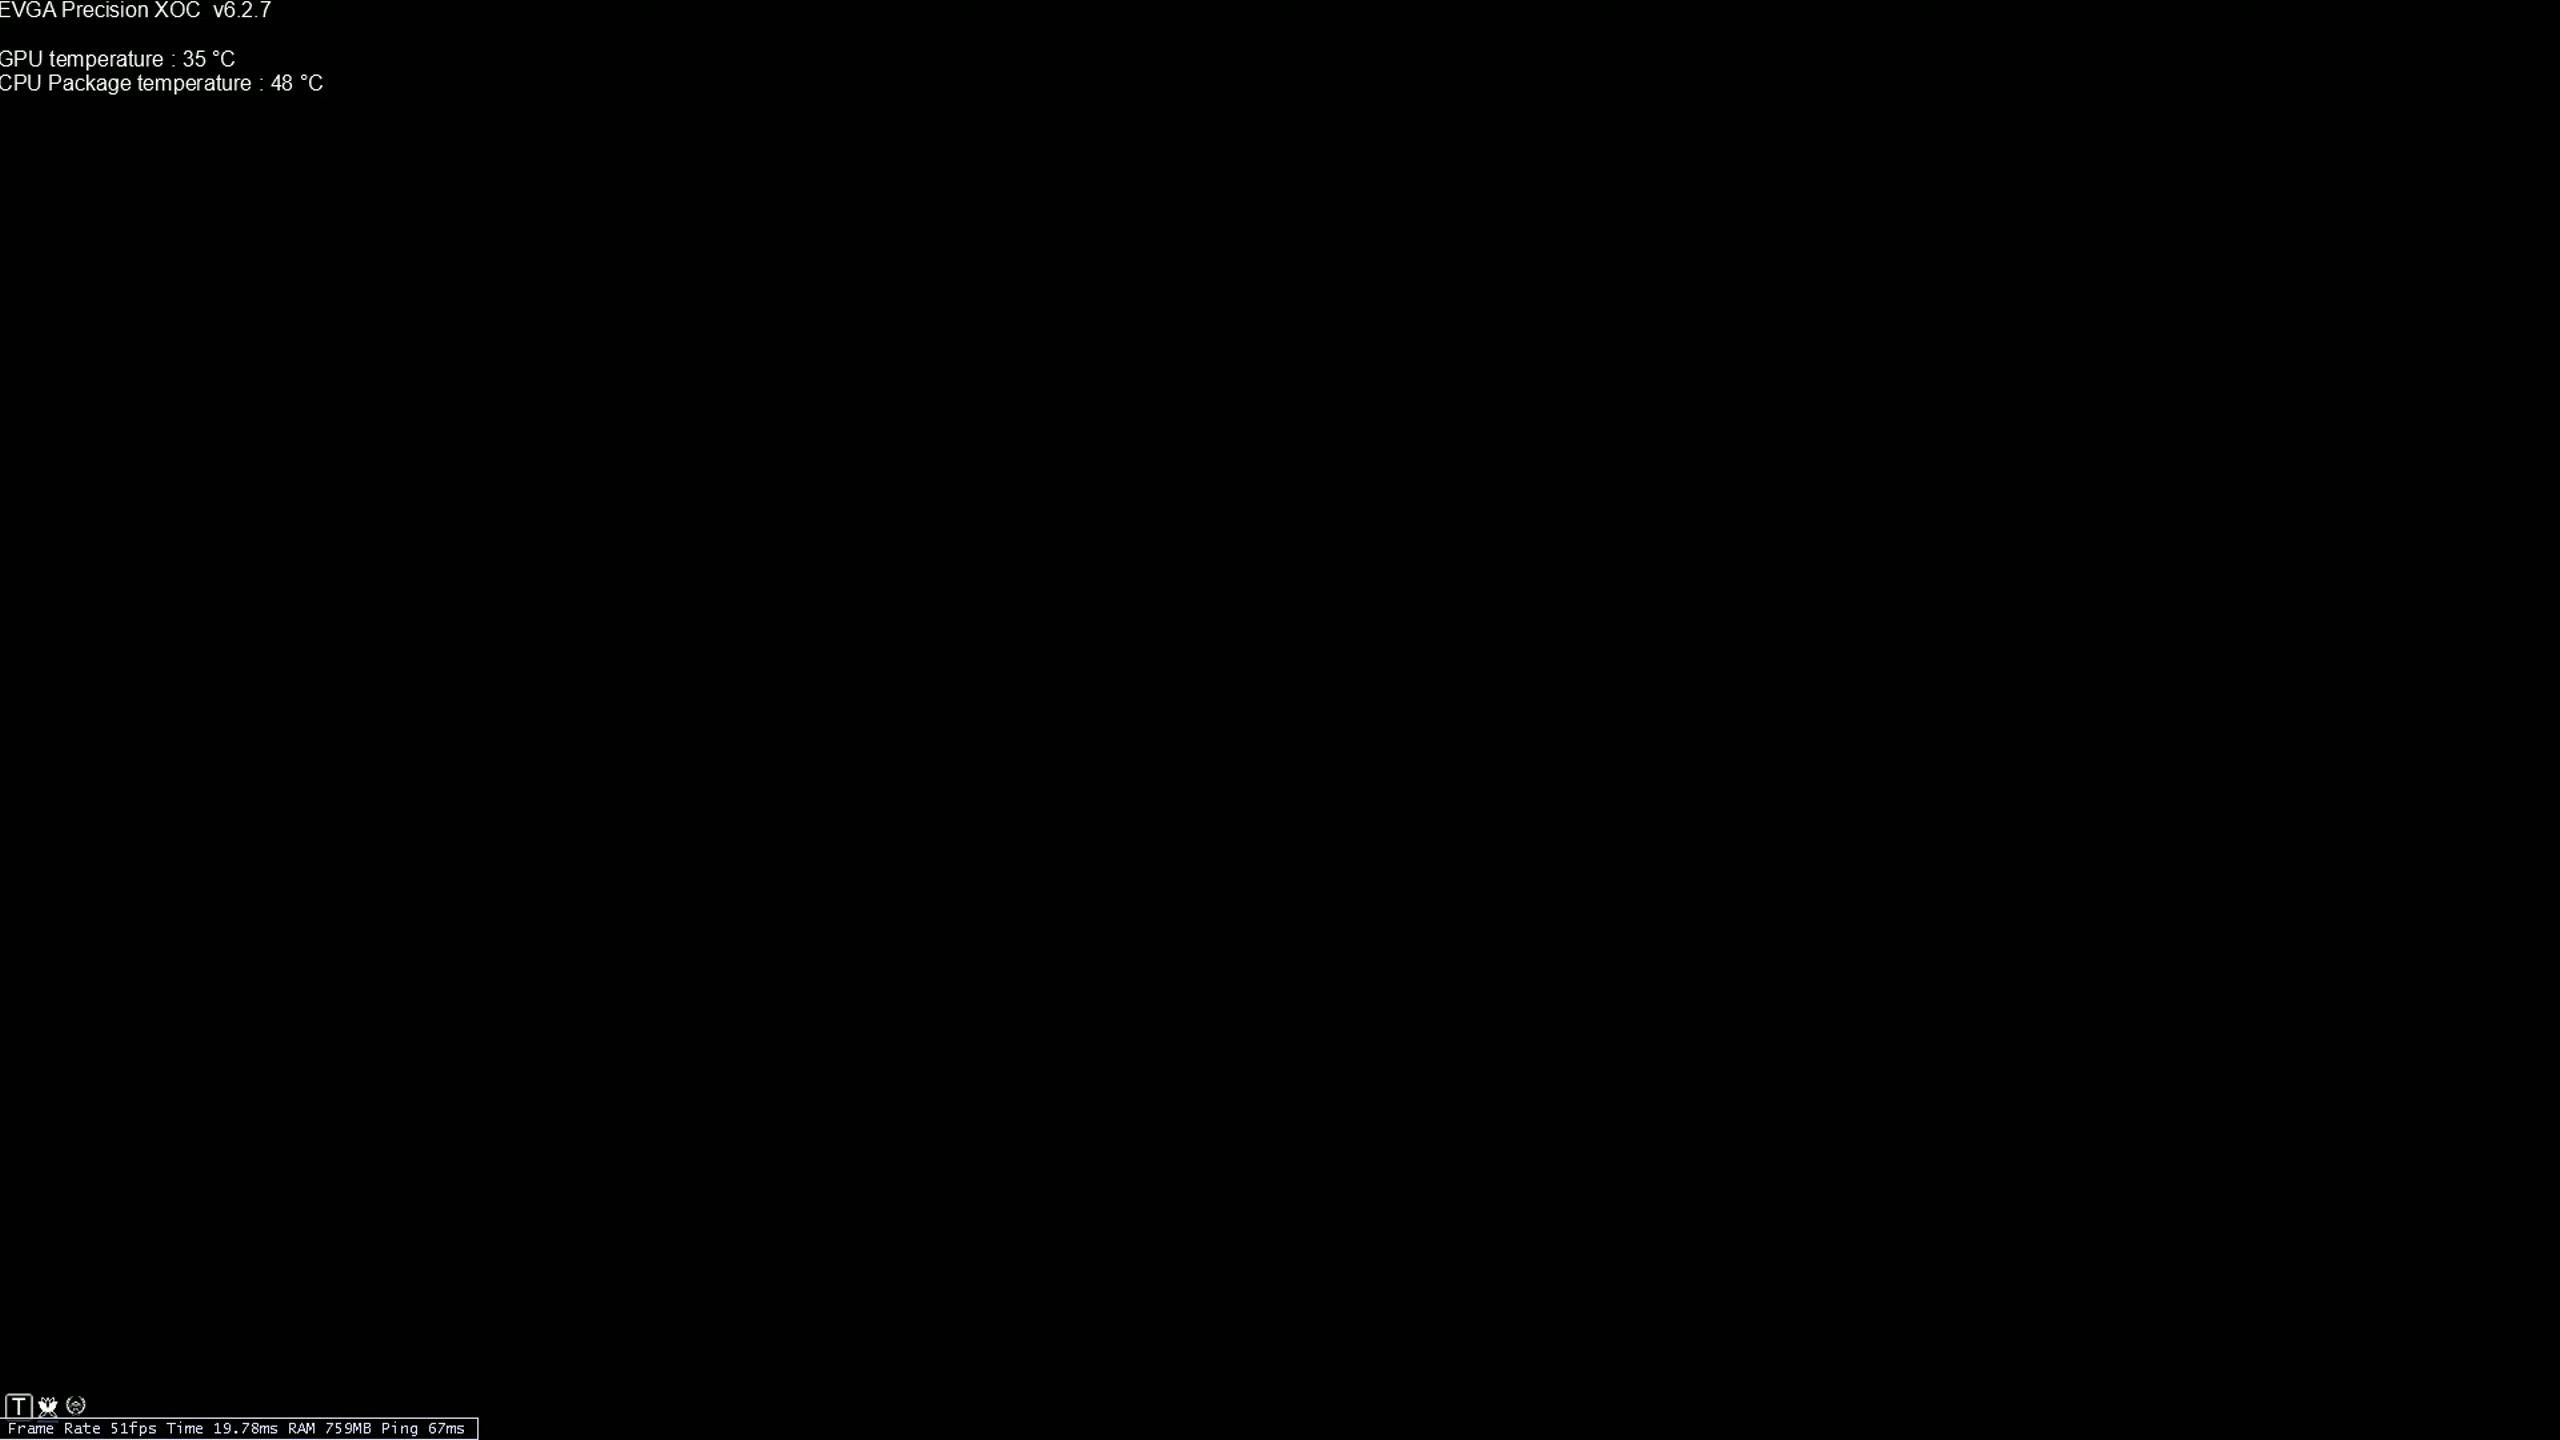 EVGA Precision XOC v6.2.7
GPU temperature : 35 °C
CPU Package temperature : 48 °C
T
Frame Rate 51fps Time 19.78ms RAM 759MB Ping 67ms